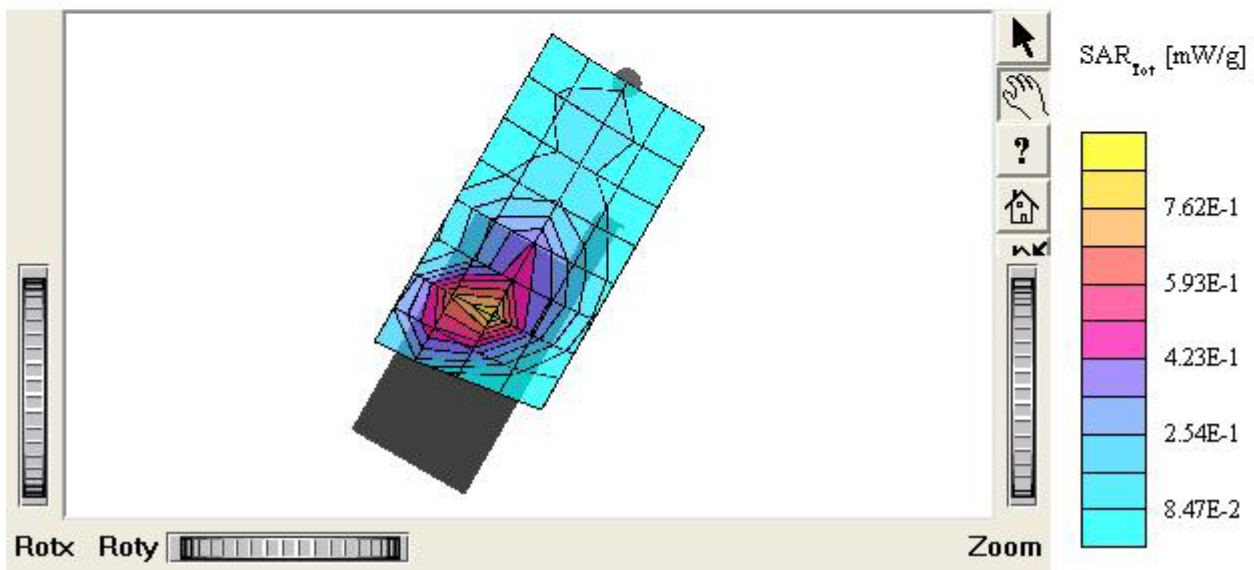 SARTot [mW/g]
?
7.62E-1
5.93E-1
4.23E-1
2.54E-1
8.47E-2
Rotx Roty Zoom